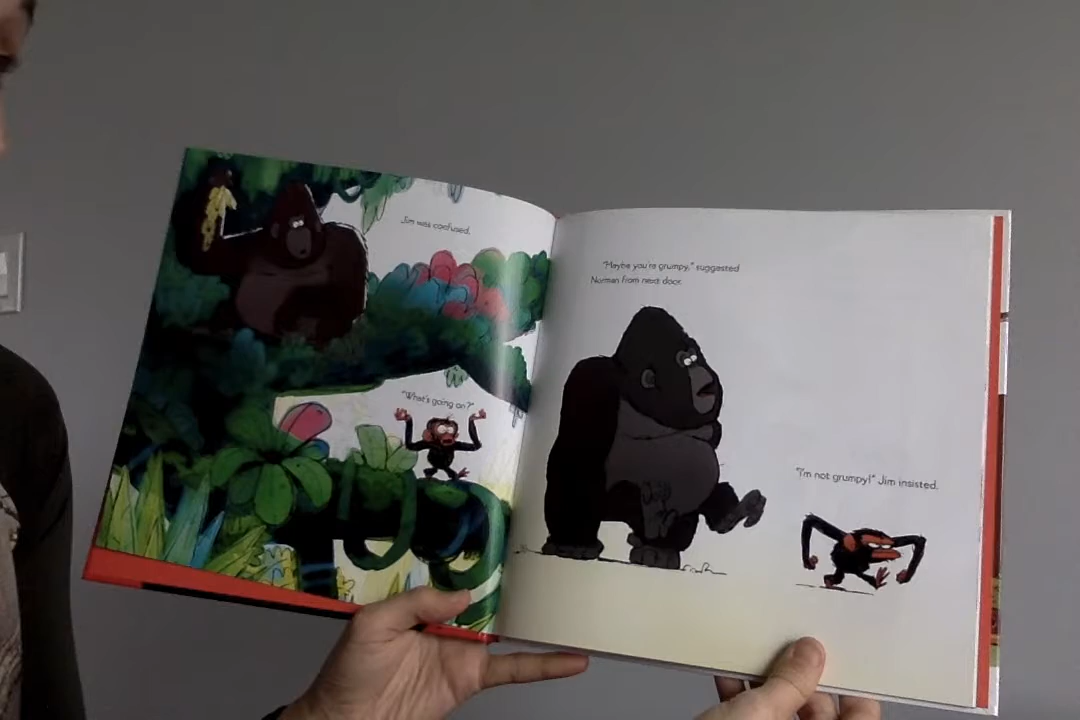 Jim was confused.
"What's going on?"
"Maybe you're grumpy," suggested
Norman from next door.
"I'm not grumpy!" Jim insisted.